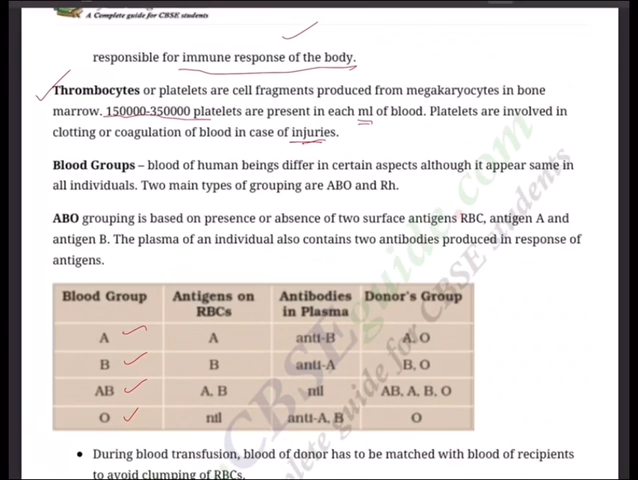 A Complete guide for CBSE students
responsible for immune response of the body.
Thrombocytes or platelets are cell fragments produced from megakaryocytes in bone
marrow. 150000-350000 platelets are present in each ml of blood. Platelets are involved in
clotting or coagulation of blood in case of injuries.
Blood Groups – blood of human beings differ in certain aspects although it appear same in
all individuals. Two main types of grouping are ABO and Rh.
ABO grouping is based on presence or absence of two surface antigens RBC, antigen A and
antigen B. The plasma of an individual also contains two antibodies produced in response of
antigens.
Blood Group Antigens on RBCs Antibodies in Plasma Donor's Group
A A anti-B A, O
B B anti-A B, O
AB A, B nil AB, A, B, O
O nil anti-A, B O
• During blood transfusion, blood of donor has to be matched with blood of recipients
to avoid clumping of RBCs.
CBSEguide.com
complete guide for CBSE students